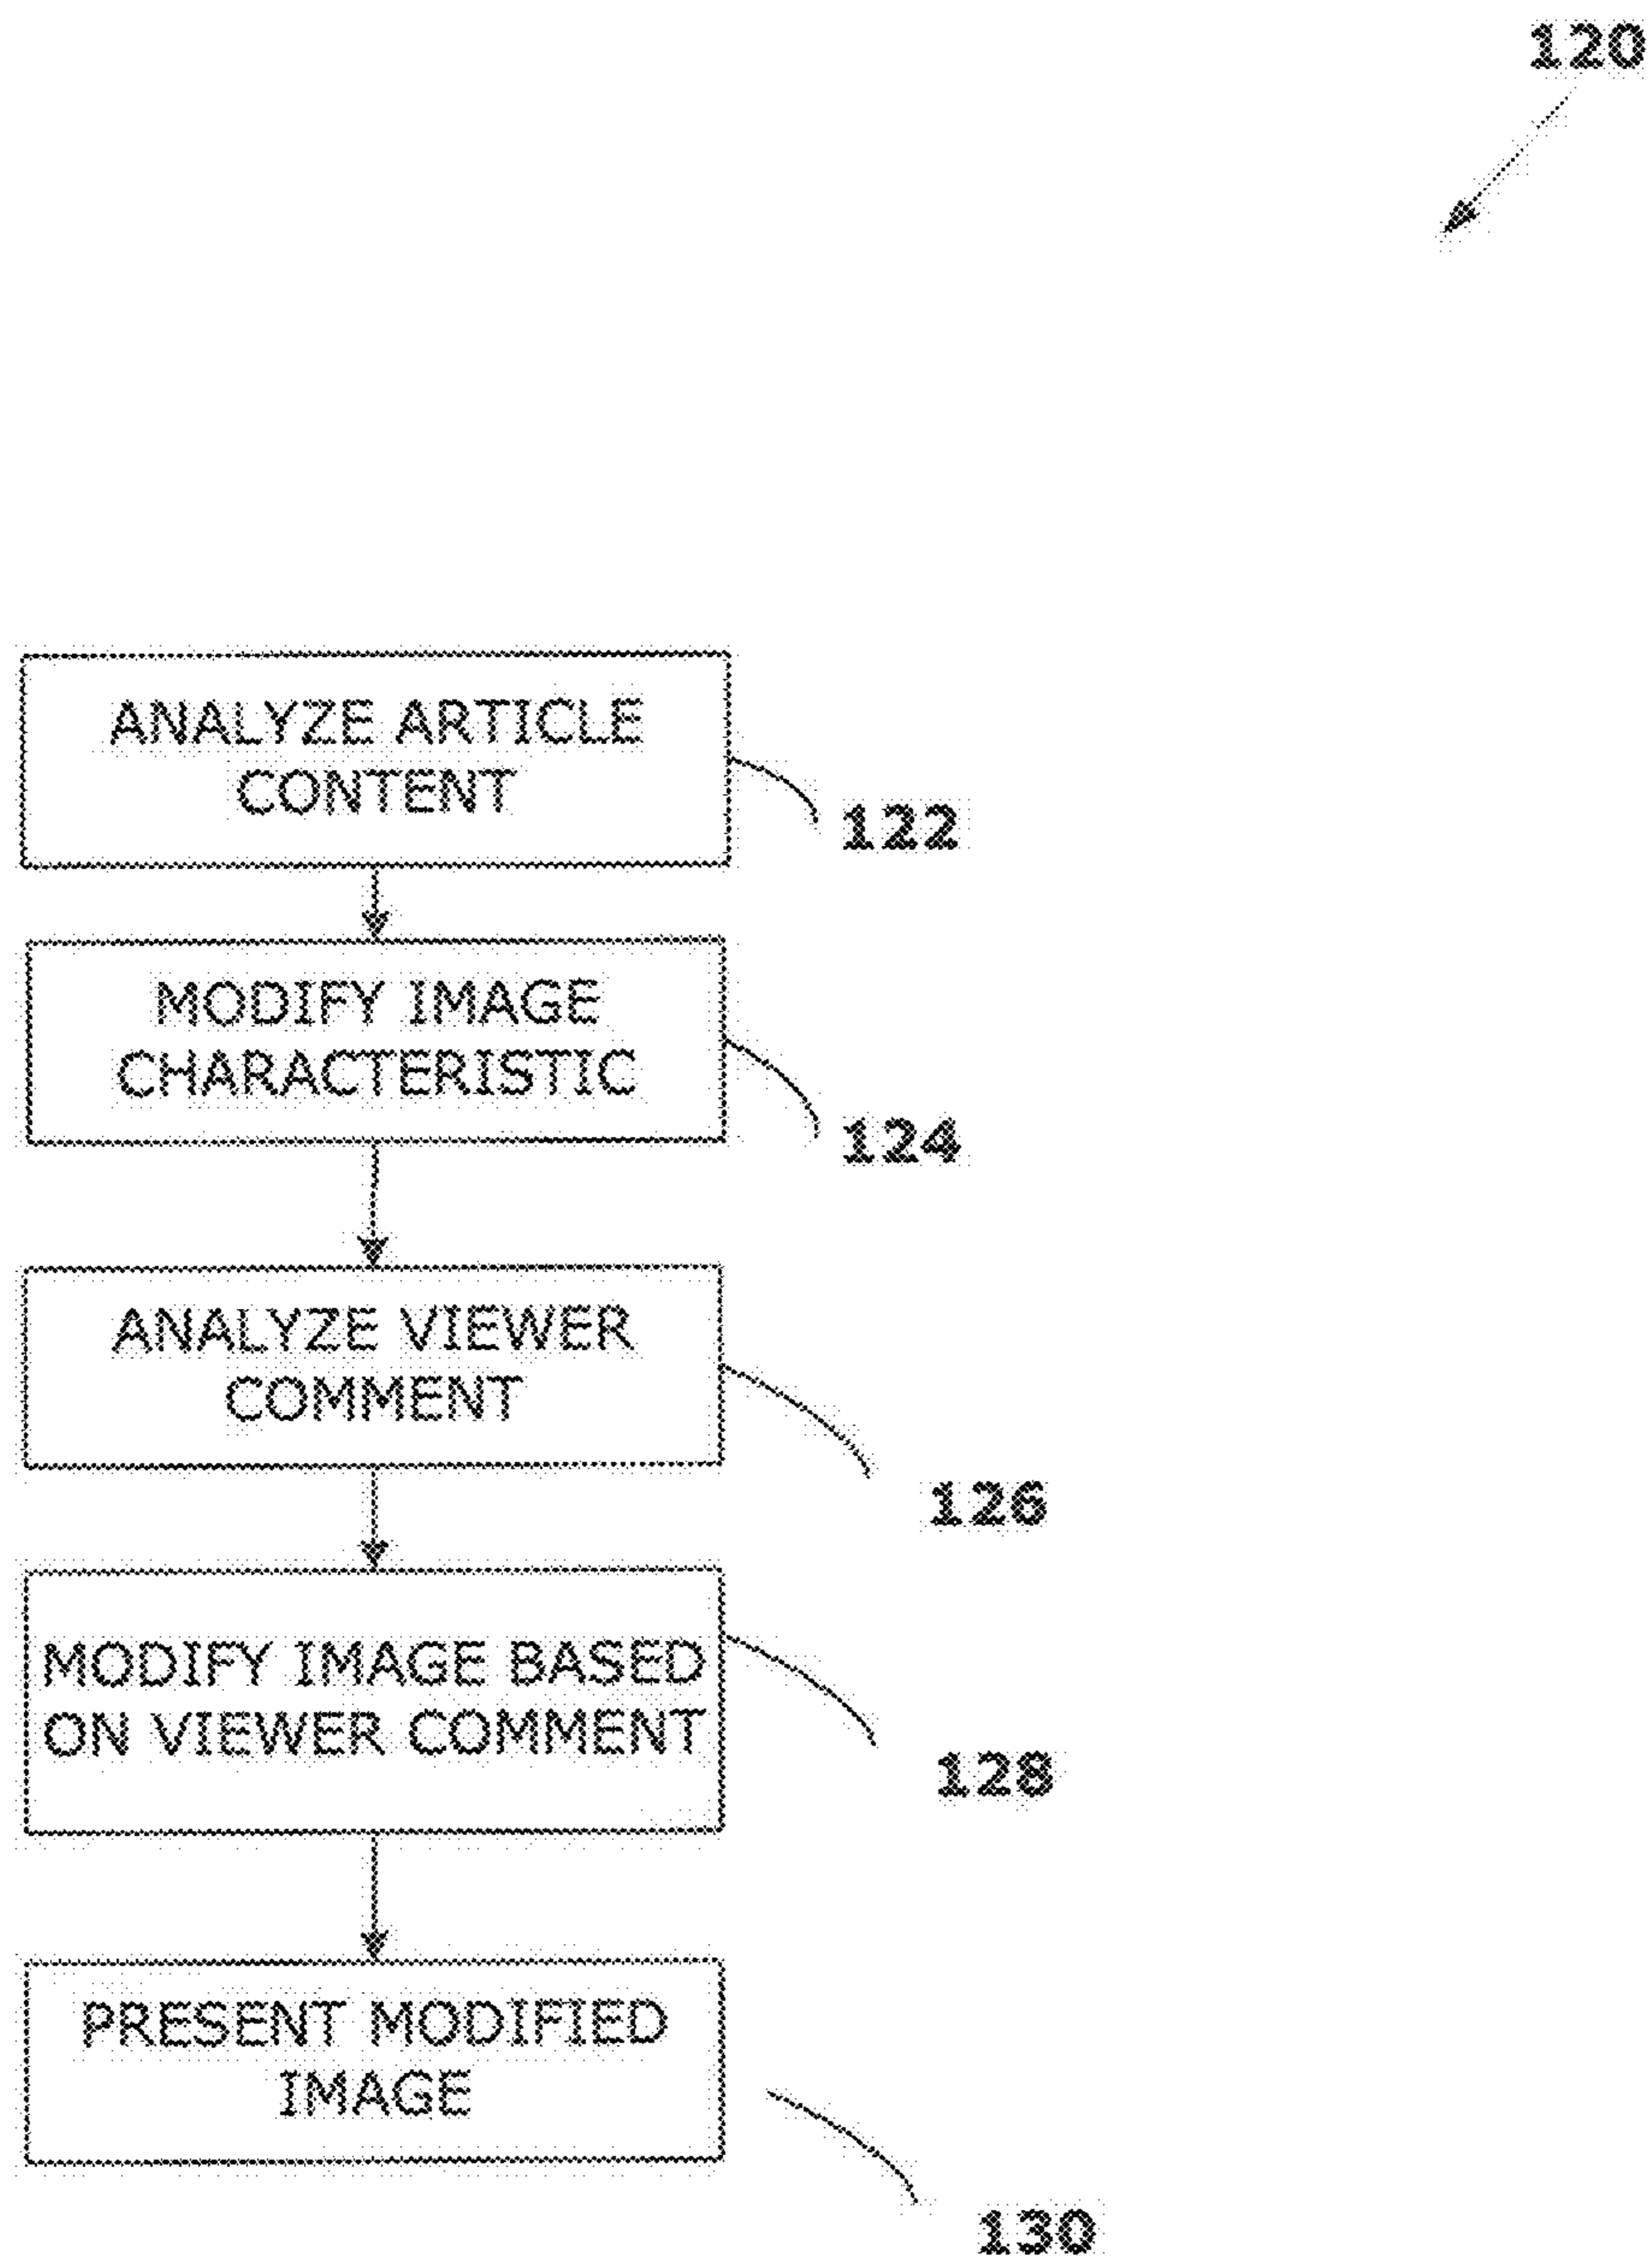 120
ANALYZE ARTICLE
CONTENT
122
MODIFY IMAGE
CHARACTERISTIC
124
ANALYZE VIEWER
COMMENT
126
MODIFY IMAGE BASED
ON VIEWER COMMENT
128
PRESENT MODIFIED
IMAGE
130